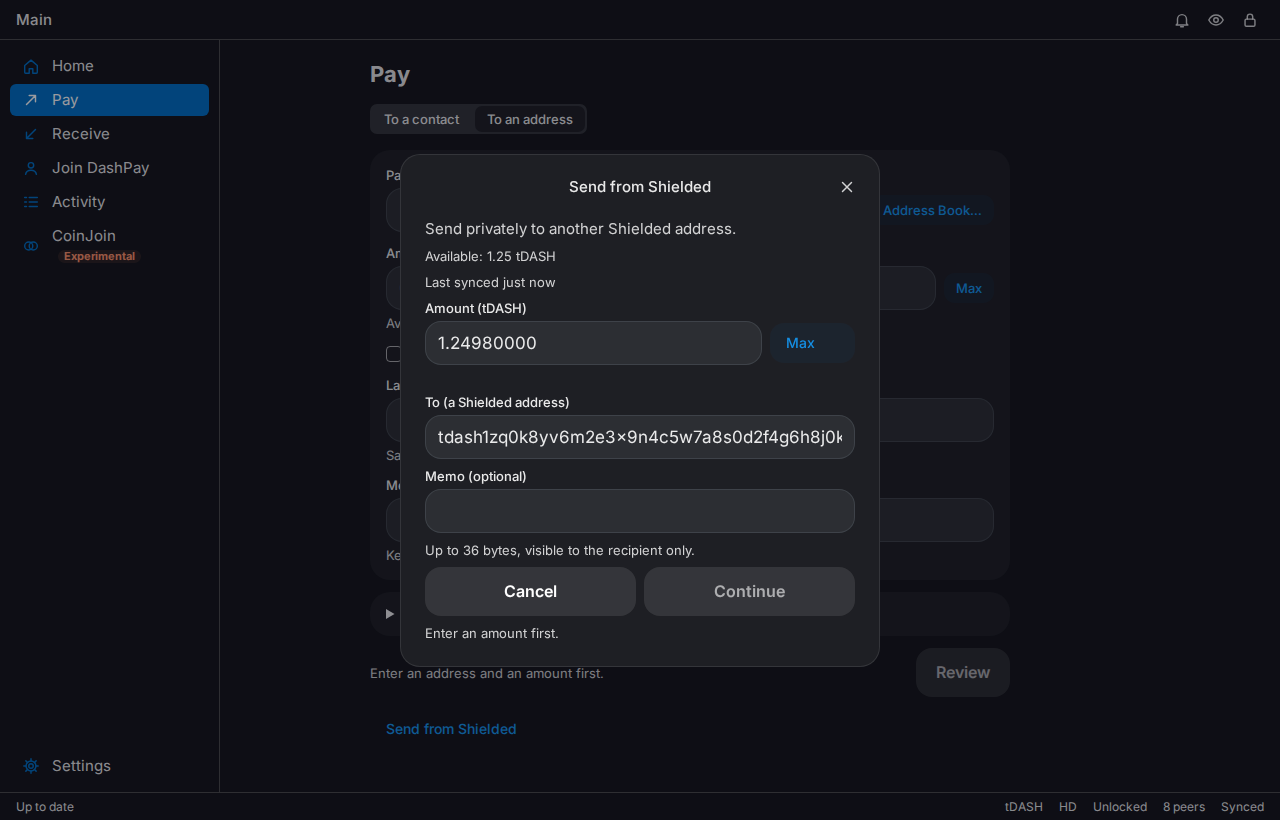 Main
Home
Pay
Receive
Join DashPay
Activity
CoinJoin
Experimental
Settings
Pay
To a contact
To an address
Address Book...
Max
Send from Shielded
Send privately to another Shielded address.
Available: 1.25 tDASH
Last synced just now
Amount (tDASH)
1.24980000
Max
To (a Shielded address)
tdash1zq0k8yv6m2e3x9n4c5w7a8s0d2f4g6h8j0k
Memo (optional)
Up to 36 bytes, visible to the recipient only.
Cancel
Continue
Enter an amount first.
Enter an address and an amount first.
Review
Send from Shielded
Up to date
tDASH
HD
Unlocked
8 peers
Synced